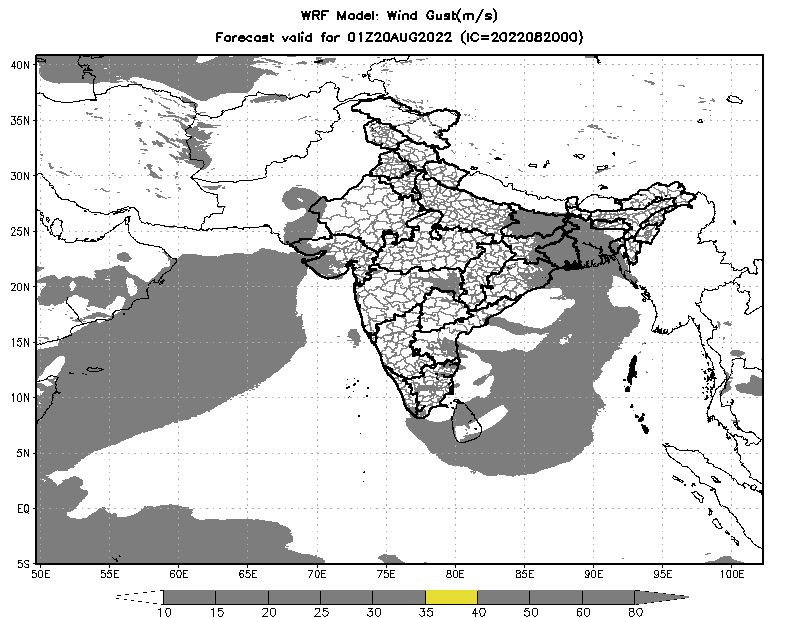 WRF Model: Wind Gust(m/s)
Forecast valid for 01Z20AUG2022 (IC=2022082000)
40N
35N
30N
25N
20N
15N
10N
5N
EQ
5S
50E 55E 60E 65E 70E 75E 80E 85E 90E 95E 100E
10 15 20 25 30 35 40 50 60 80